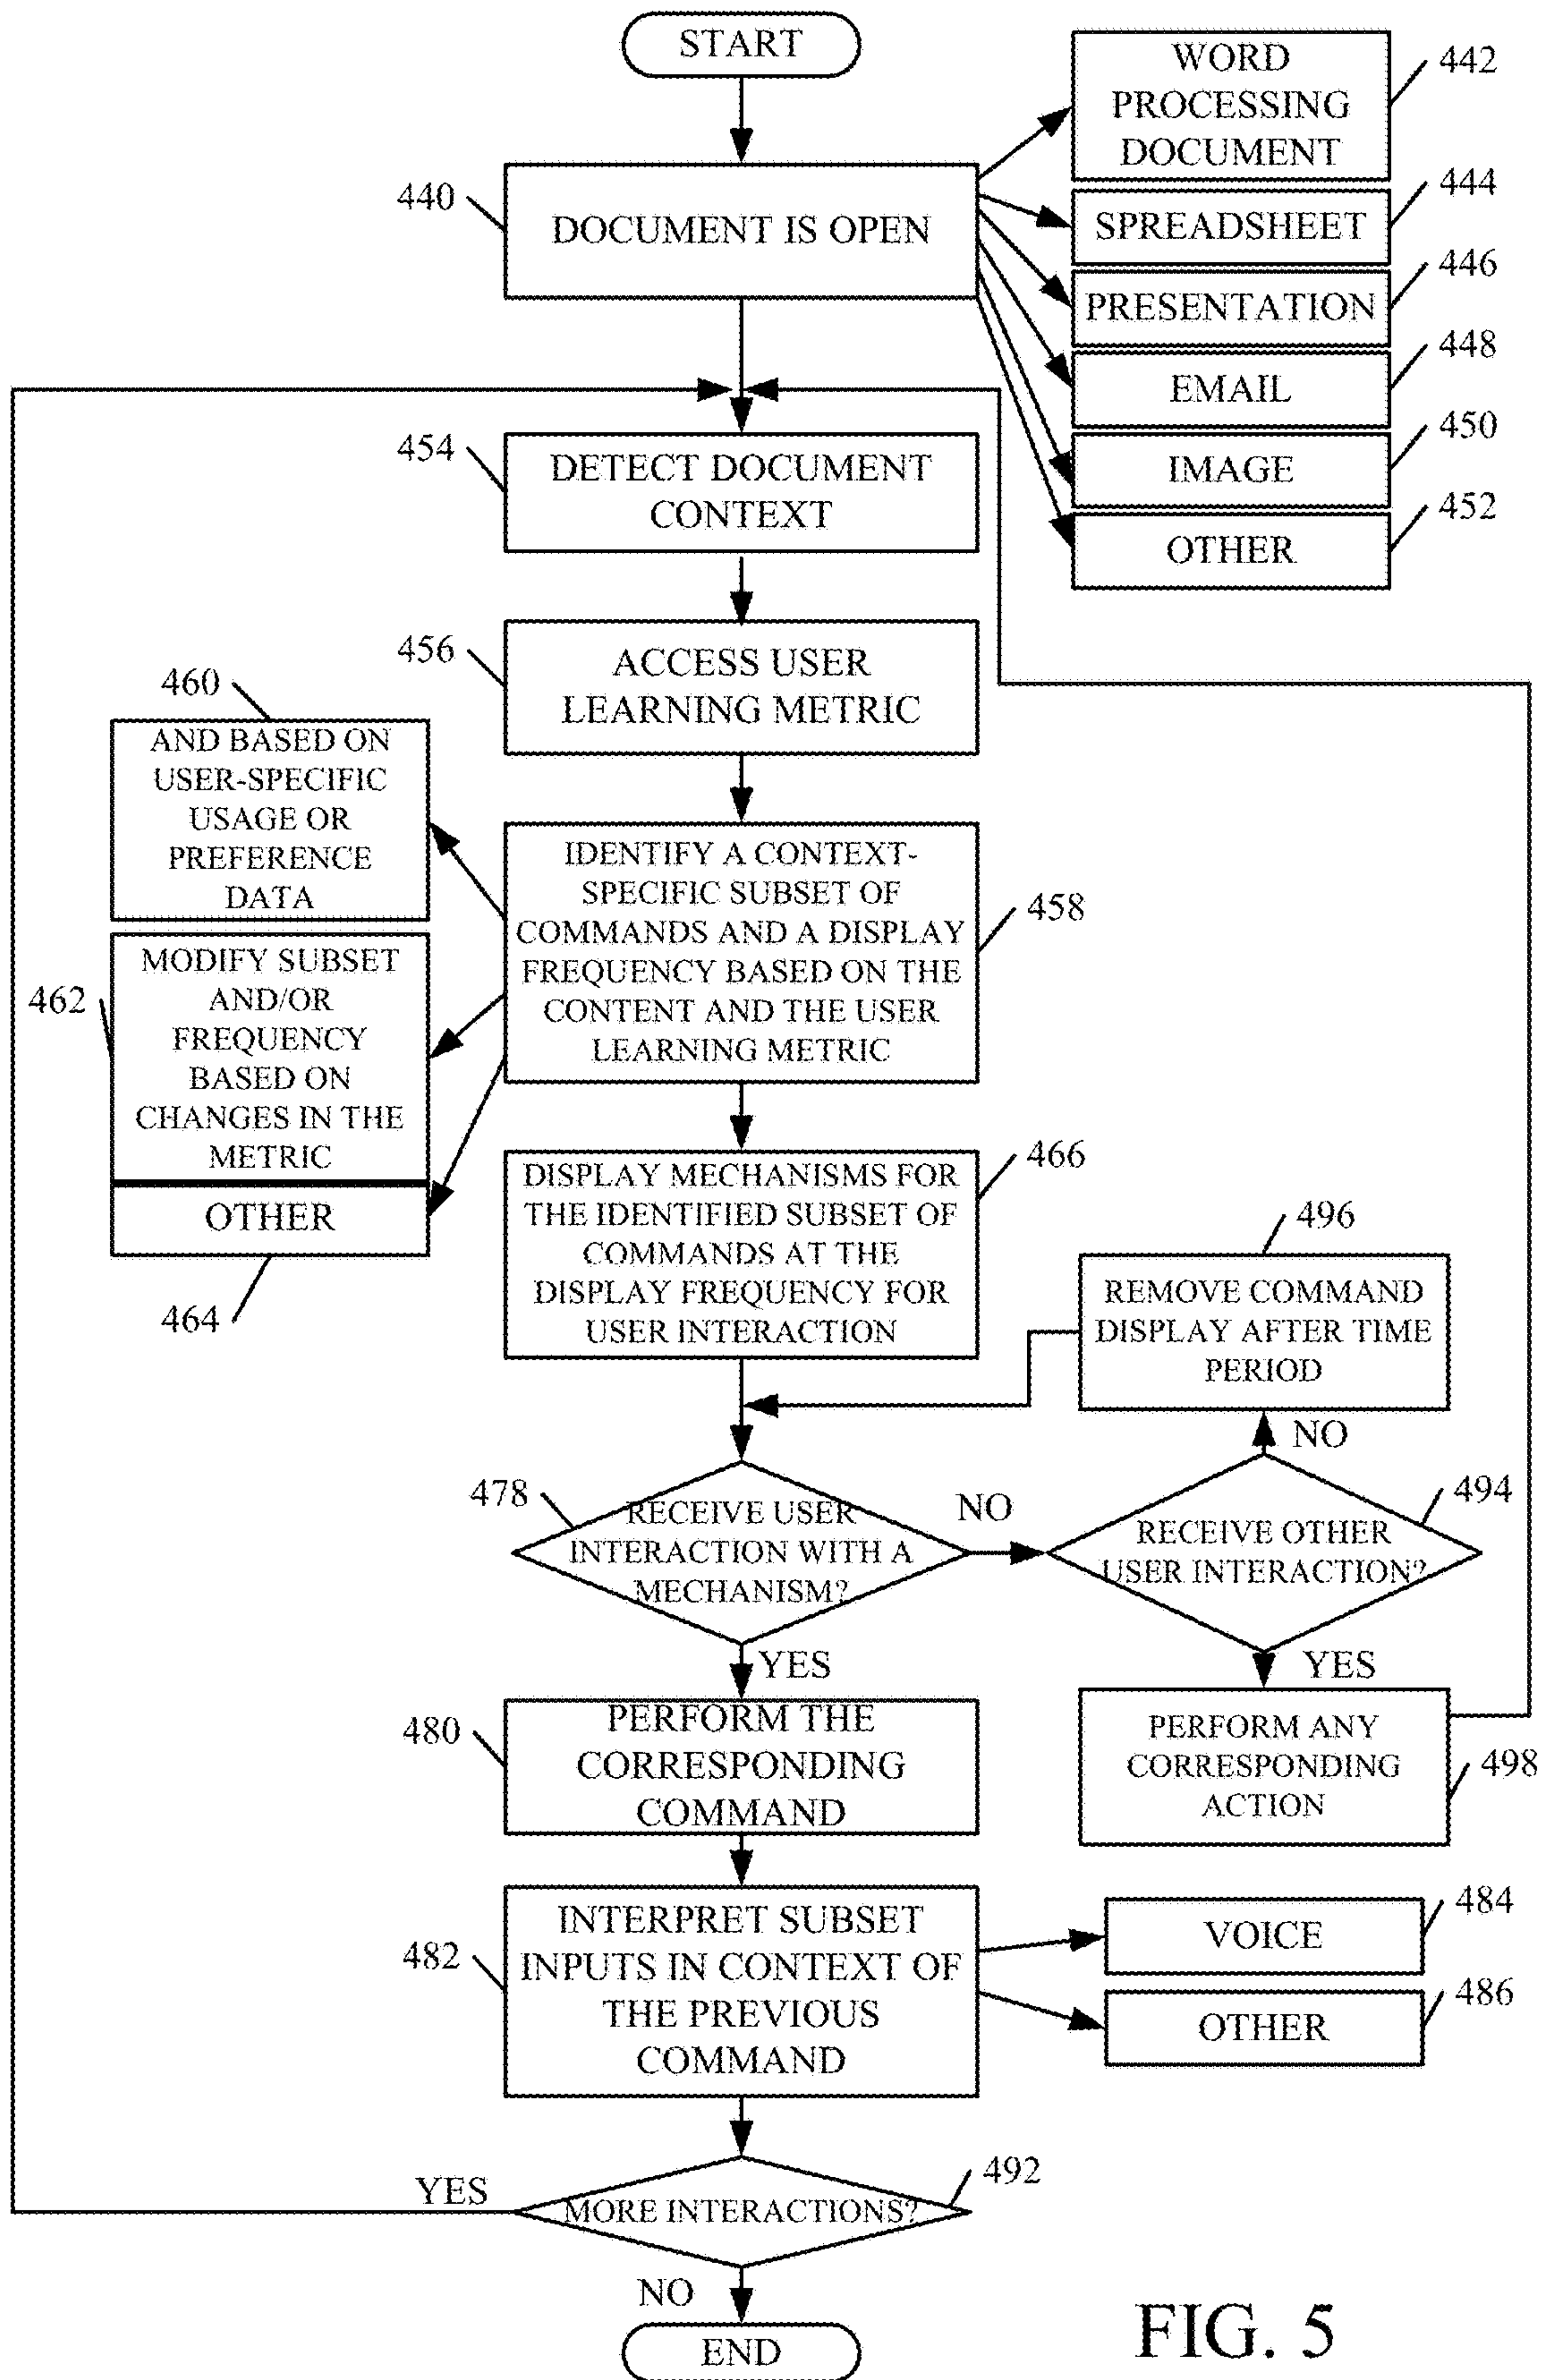 START
WORD
PROCESSING
DOCUMENT
442
440
DOCUMENT IS OPEN
SPREADSHEET
444
PRESENTATION
446
EMAIL
448
IMAGE
450
OTHER
452
454
DETECT DOCUMENT
CONTEXT
456
ACCESS USER
LEARNING METRIC
460
AND BASED ON
USER-SPECIFIC
USAGE OR
PREFERENCE
DATA
IDENTIFY A CONTEXT-
SPECIFIC SUBSET OF
COMMANDS AND A DISPLAY
FREQUENCY BASED ON THE
CONTENT AND THE USER
LEARNING METRIC
458
462
MODIFY SUBSET
AND/OR
FREQUENCY
BASED ON
CHANGES IN THE
METRIC
OTHER
464
DISPLAY MECHANISMS FOR
THE IDENTIFIED SUBSET OF
COMMANDS AT THE
DISPLAY FREQUENCY FOR
USER INTERACTION
466
496
REMOVE COMMAND
DISPLAY AFTER TIME
PERIOD
NO
478
RECEIVE USER
INTERACTION WITH A
MECHANISM?
NO
RECEIVE OTHER
USER INTERACTION?
494
YES
YES
480
PERFORM THE
CORRESPONDING
COMMAND
PERFORM ANY
CORRESPONDING
ACTION
498
482
INTERPRET SUBSET
INPUTS IN CONTEXT OF
THE PREVIOUS
COMMAND
VOICE
484
OTHER
486
YES
MORE INTERACTIONS?
492
NO
END
FIG. 5